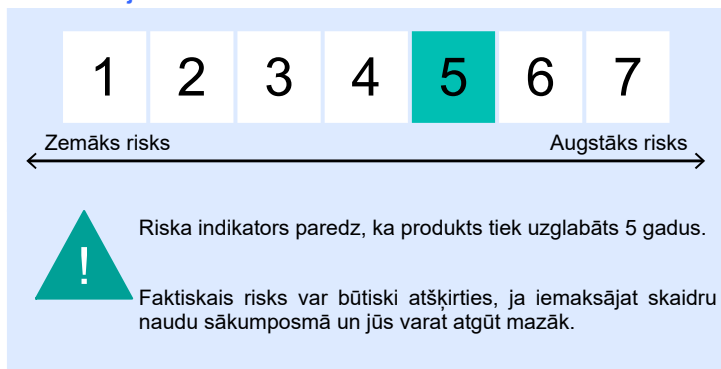 1 2 3 4 5 6 7
Zemāks risks Augstāks risks
!
Riska indikators paredz, ka produkts tiek uzglabāts 5 gadus.
Faktiskais risks var būtiski atšķirties, ja iemaksājat skaidru
naudu sākumposmā un jūs varat atgūt mazāk.